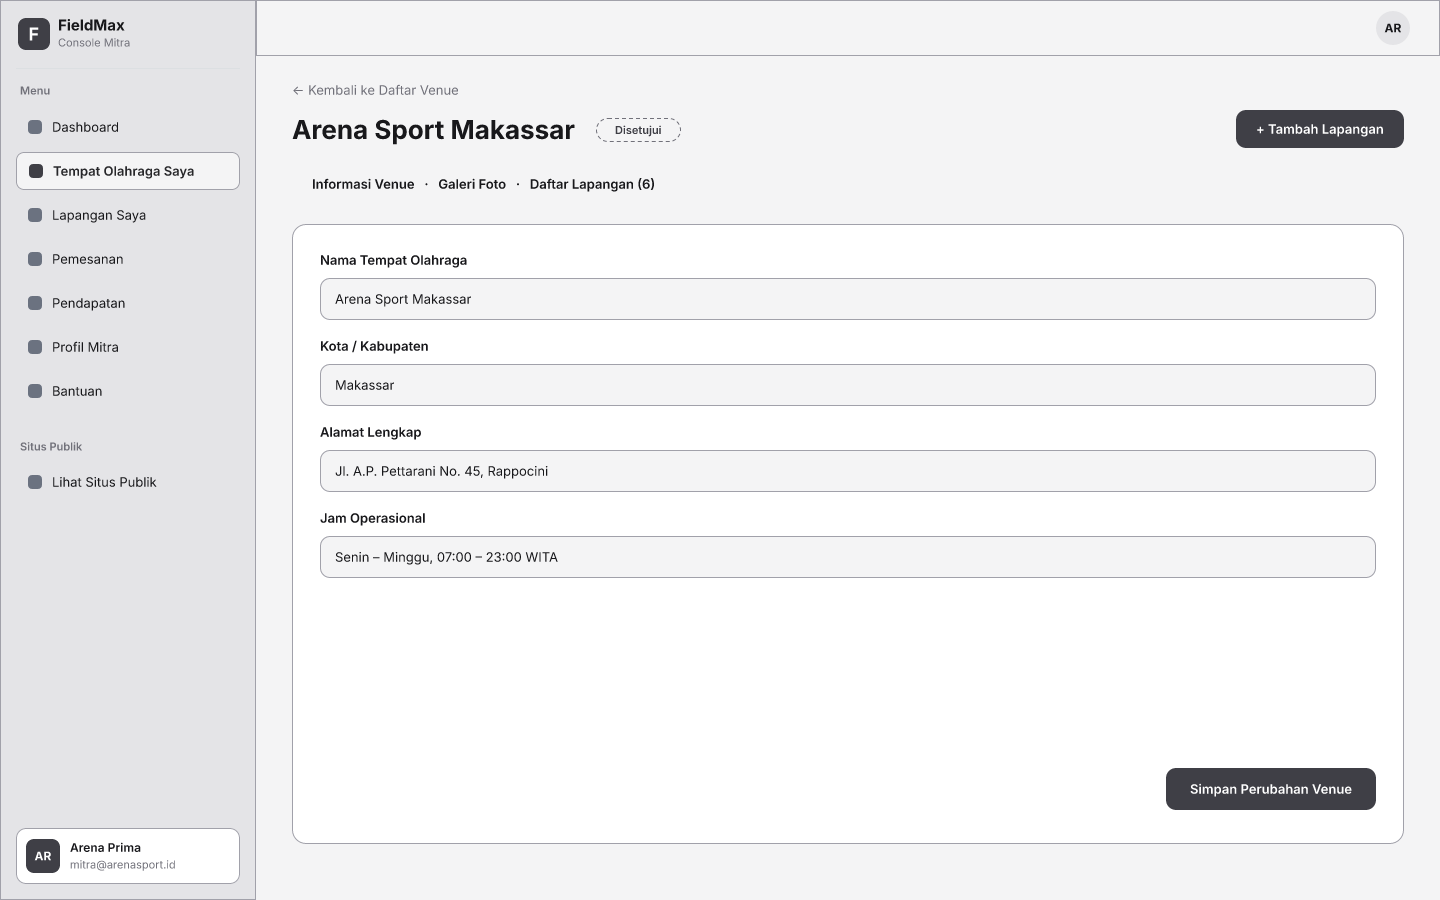 F
FieldMax
Console Mitra
Menu
Dashboard
Tempat Olahraga Saya
Lapangan Saya
Pemesanan
Pendapatan
Profil Mitra
Bantuan
Situs Publik
Lihat Situs Publik
AR
Arena Prima
mitra@arenasport.id
AR
← Kembali ke Daftar Venue
Arena Sport Makassar
Disetujui
+ Tambah Lapangan
Informasi Venue · Galeri Foto · Daftar Lapangan (6)
Nama Tempat Olahraga
Arena Sport Makassar
Kota / Kabupaten
Makassar
Alamat Lengkap
Jl. A.P. Pettarani No. 45, Rappocini
Jam Operasional
Senin – Minggu, 07:00 – 23:00 WITA
Simpan Perubahan Venue